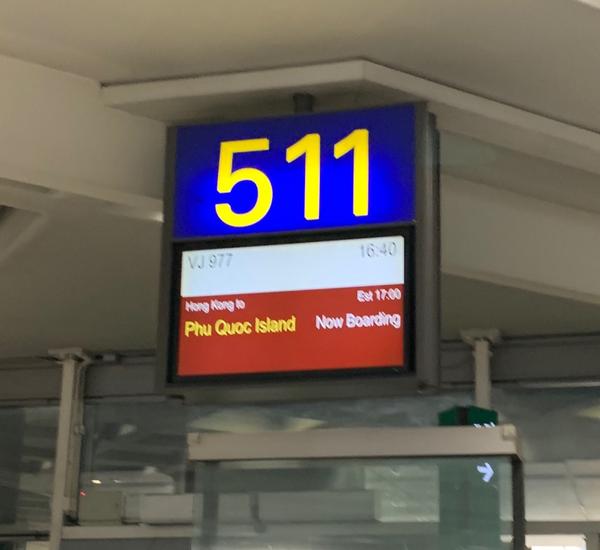 511
VJ 977 16:40
Hong Kong to Est 17:00
Phu Quoc Island Now Boarding